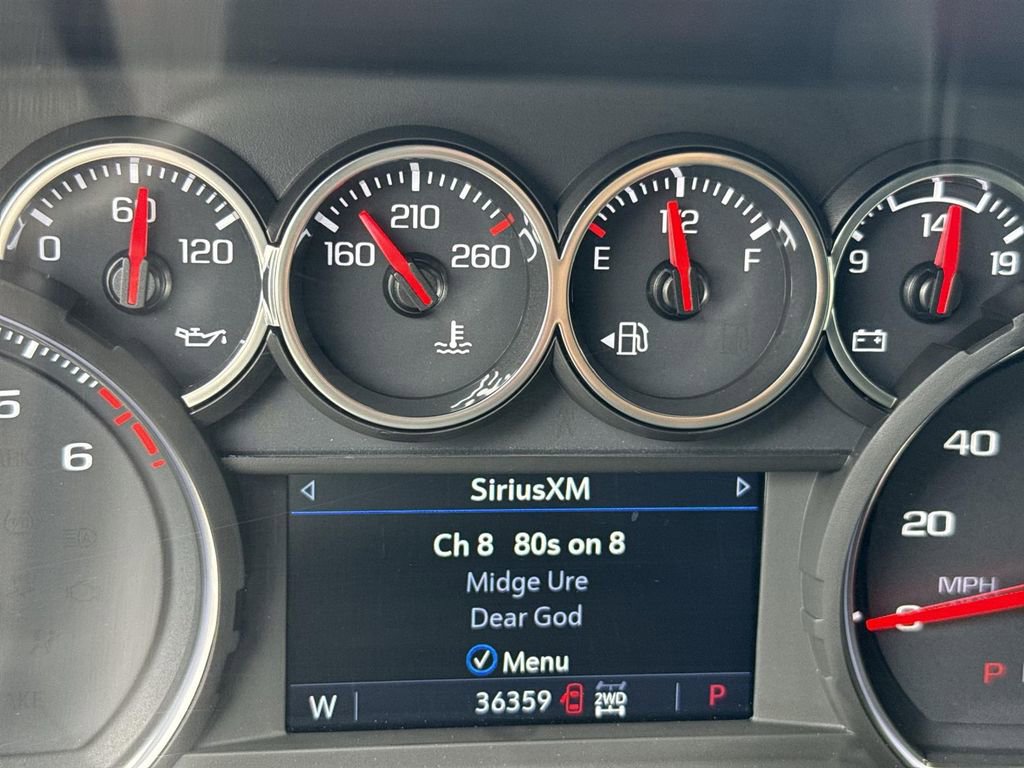 0 60 120
160 210 260
E 1/2 F
9 14 19
5
6
SiriusXM
Ch 8 80s on 8
Midge Ure
Dear God
Menu
W 36359 2WD P
40
20
MPH
0
P